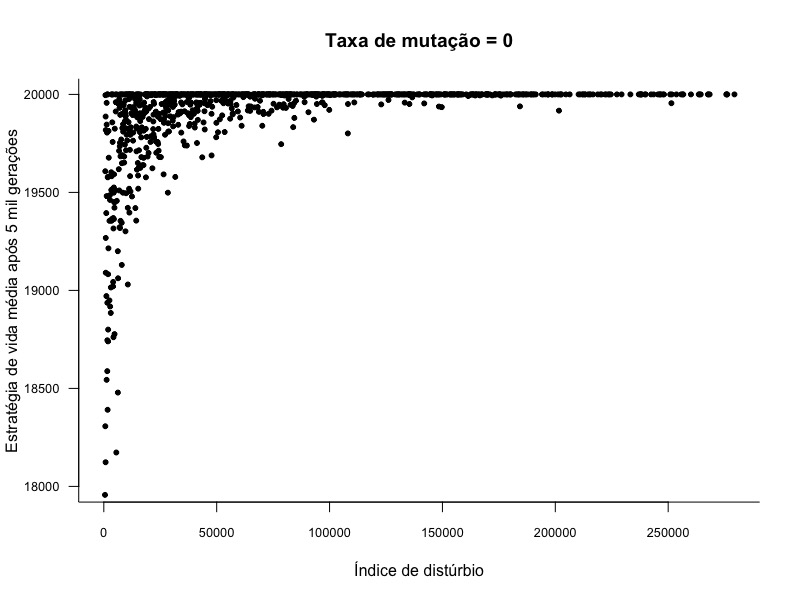 Taxa de mutação = 0
Estratégia de vida média após 5 mil gerações
20000
19500
19000
18500
18000
0 50000 100000 150000 200000 250000
Índice de distúrbio